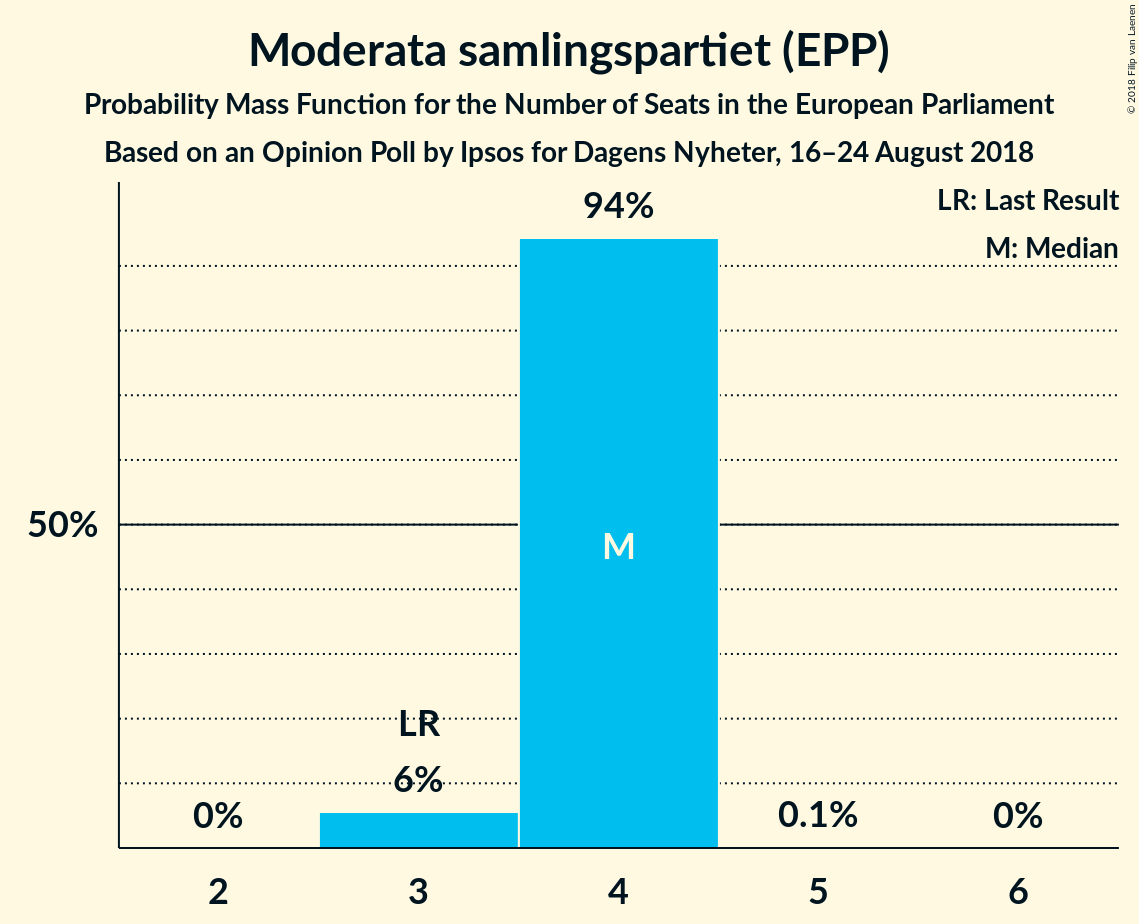 Moderata samlingspartiet (EPP)
Probability Mass Function for the Number of Seats in the European Parliament
Based on an Opinion Poll by Ipsos for Dagens Nyheter, 16–24 August 2018
© 2018 Filip van Laenen
LR: Last Result
M: Median
94%
50%
M
LR
6%
0%
0.1%
0%
2 3 4 5 6